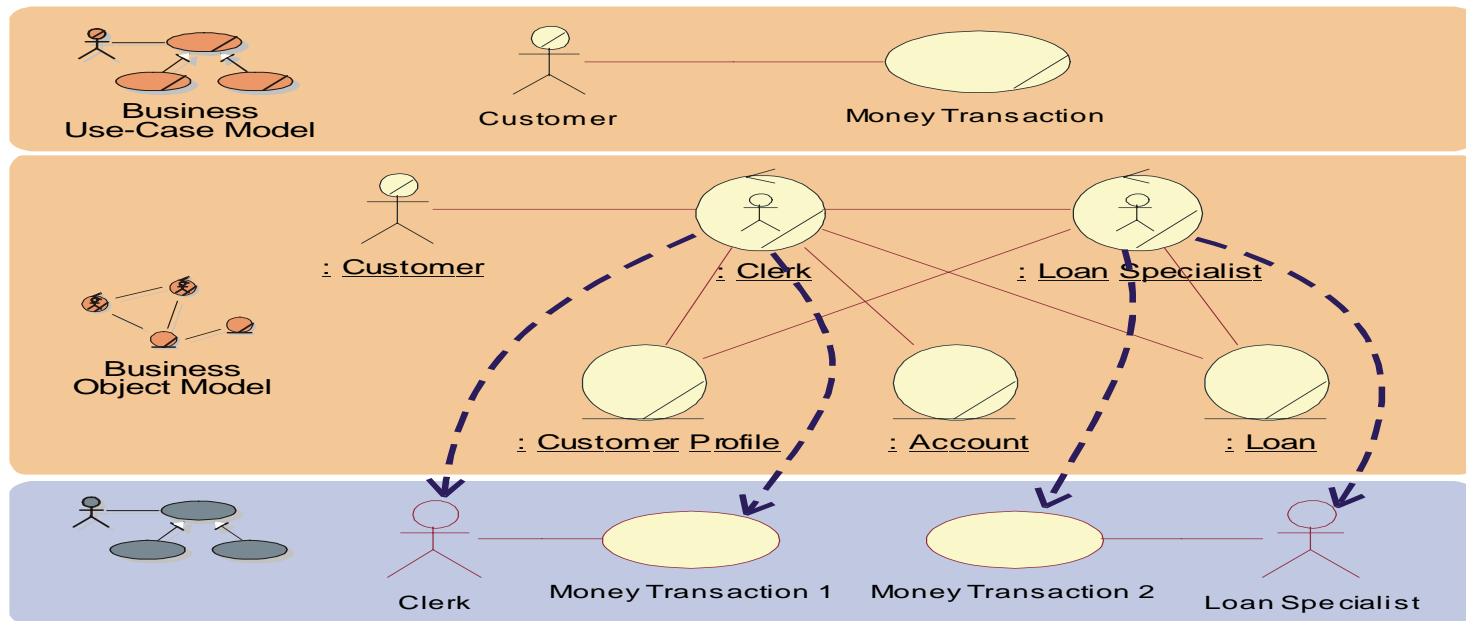 Business
Use-Case Model
Customer
Money Transaction
: Customer
: Clerk
: Loan Specialist
Business
Object Model
: Customer Profile
: Account
: Loan
Clerk
Money Transaction 1
Money Transaction 2
Loan Specialist